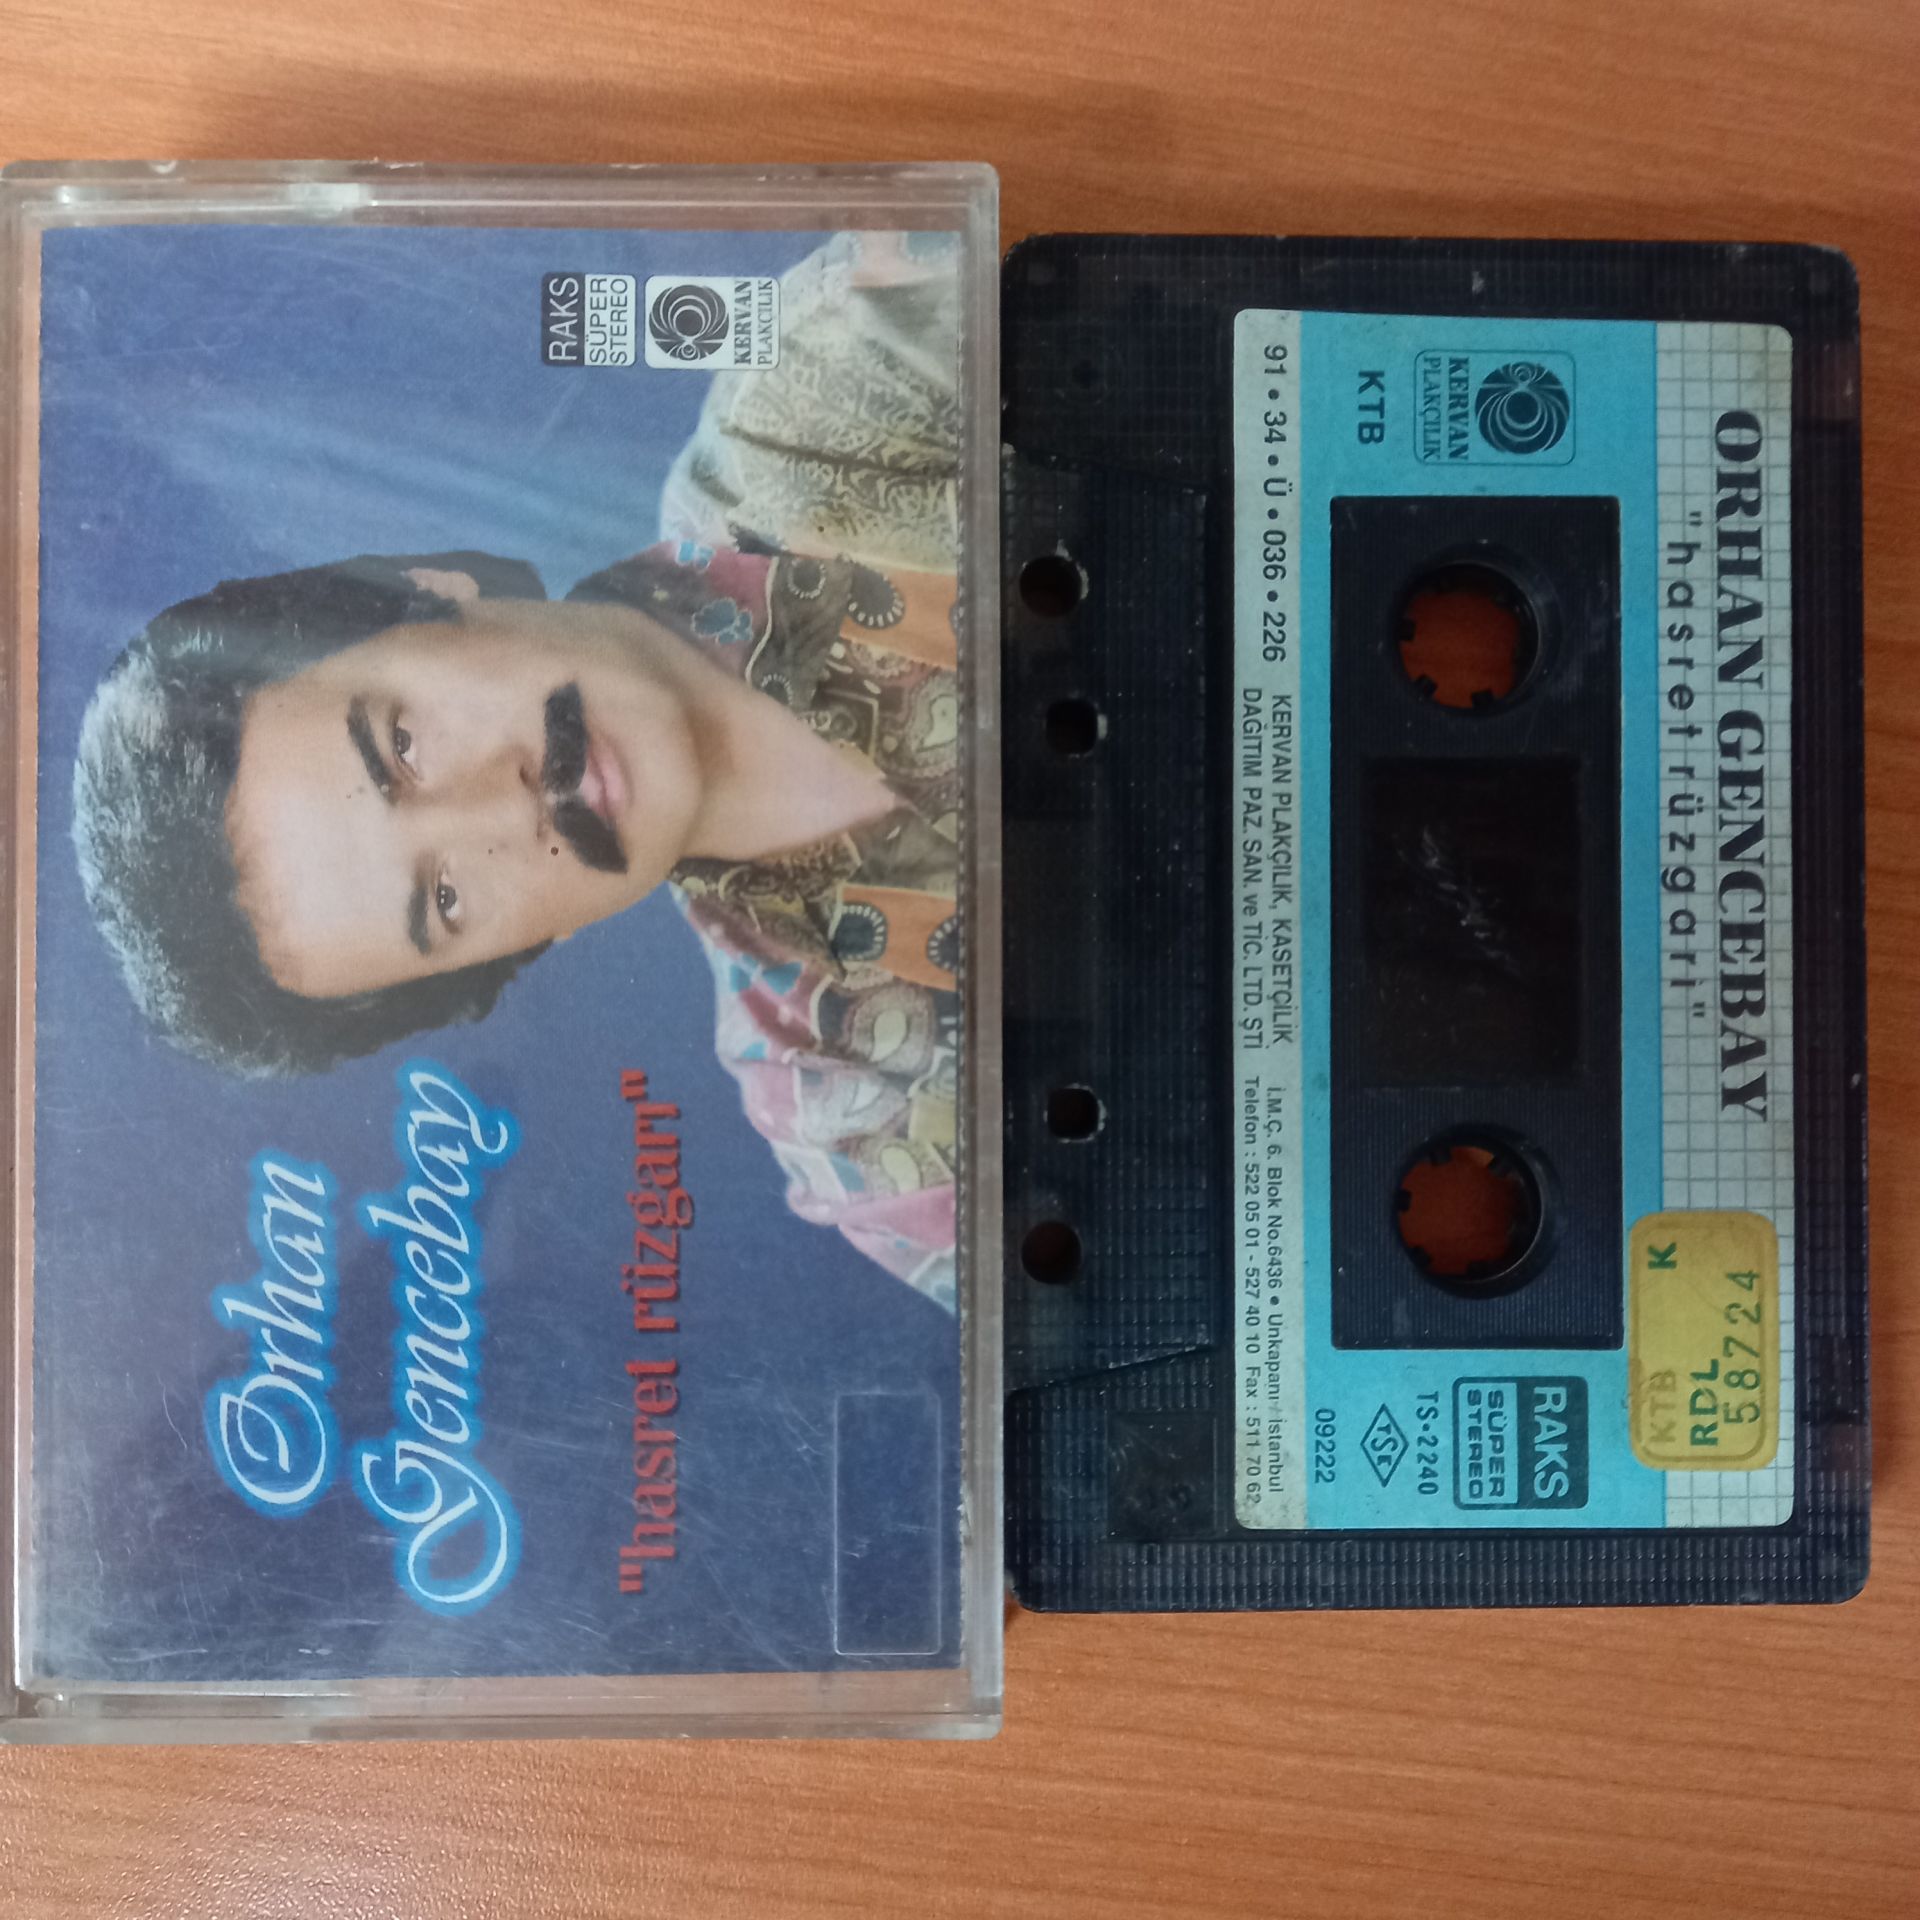 RAKS
SÜPER
STEREO
KERVAN
PLAKÇILIK
Orhan
Gencebay
"hasret rüzgarı"
ORHAN GENCEBAY
"hasret rüzgari"
KERVAN
PLAKÇILIK
KTB
RAKS
SÜPER
STEREO
TS•2240
TSE
09222
KTB K
RDL
58724
91 • 34 • Ü • 036 • 226
KERVAN PLAKÇILIK, KASETÇİLİK
DAĞITIM PAZ. SAN. ve TİC. LTD. ŞTİ
İ.M.Ç. 6. Blok No.6436 • Unkapanı / İstanbul
Telefon : 522 05 01 - 527 40 10 Fax : 511 70 62